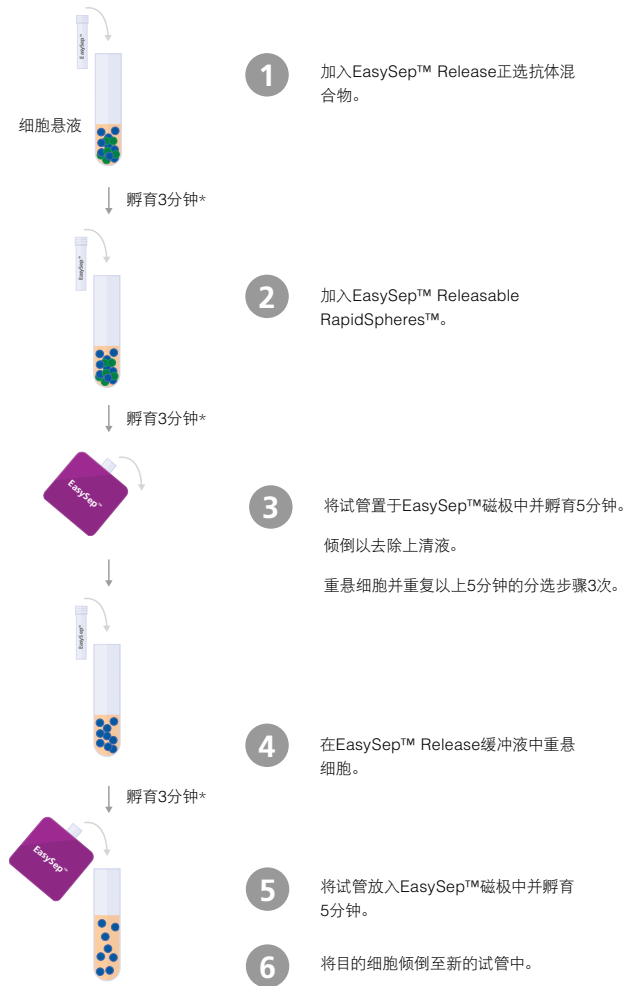 EasySep™
1
加入EasySep™ Release正选抗体混
合物。
细胞悬液
孵育3分钟*
EasySep™
2
加入EasySep™ Releasable
RapidSpheres™。
孵育3分钟*
EasySep™
3
将试管置于EasySep™磁极中并孵育5分钟。
倾倒以去除上清液。
重悬细胞并重复以上5分钟的分选步骤3次。
EasySep™
4
在EasySep™ Release缓冲液中重悬
细胞。
孵育3分钟*
EasySep™
5
将试管放入EasySep™磁极中并孵育
5分钟。
6
将目的细胞倾倒至新的试管中。